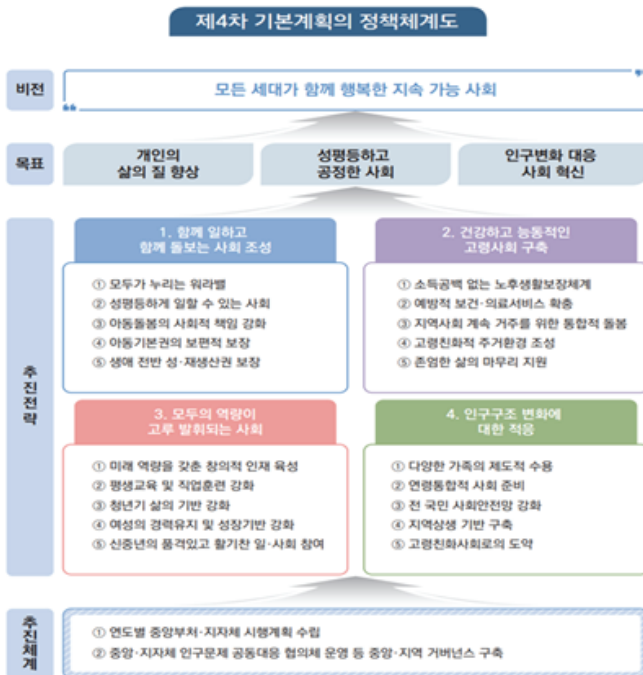 제4차 기본계획의 정책체계도
비전
모든 세대가 함께 행복한 지속 가능 사회
목표
개인의
삶의 질 향상
성평등하고
공정한 사회
인구변화 대응
사회 혁신
추진전략
1. 함께 일하고
함께 돌보는 사회 조성
① 모두가 누리는 워라밸
② 성평등하게 일할 수 있는 사회
③ 아동돌봄의 사회적 책임 강화
④ 아동기본권의 보편적 보장
⑤ 생애 전반 성·재생산권 보장
2. 건강하고 능동적인
고령사회 구축
① 소득공백 없는 노후생활보장체계
② 예방적 보건·의료서비스 확충
③ 지역사회 계속 거주를 위한 통합적 돌봄
④ 고령친화적 주거환경 조성
⑤ 존엄한 삶의 마무리 지원
3. 모두의 역량이
고루 발휘되는 사회
① 미래 역량을 갖춘 창의적 인재 육성
② 평생교육 및 직업훈련 강화
③ 청년기 삶의 기반 강화
④ 여성의 경력유지 및 성장기반 강화
⑤ 신중년의 품격있고 활기찬 일·사회 참여
4. 인구구조 변화에
대한 적응
① 다양한 가족의 제도적 수용
② 연령통합적 사회 준비
③ 전 국민 사회안전망 강화
④ 지역상생 기반 구축
⑤ 고령친화사회로의 도약
추진체계
① 연도별 중앙부처·지자체 시행계획 수립
② 중앙·지자체 인구문제 공동대응 협의체 운영 등 중앙·지역 거버넌스 구축